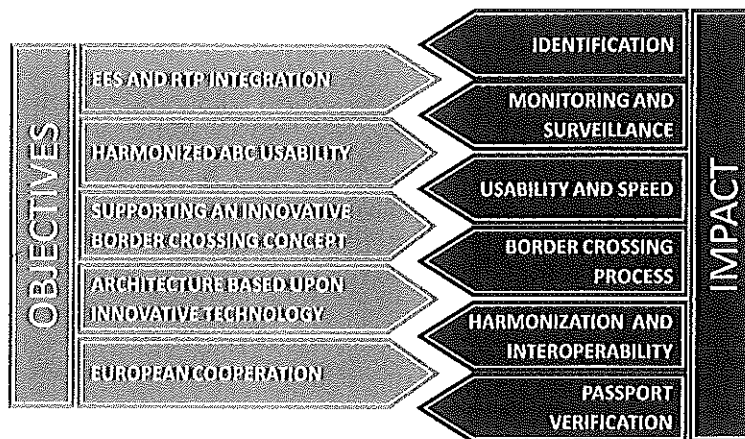 OBJECTIVES
EES AND RTP INTEGRATION
HARMONIZED ABC USABILITY
SUPPORTING AN INNOVATIVE
BORDER CROSSING CONCEPT
ARCHITECTURE BASED UPON
INNOVATIVE TECHNOLOGY
EUROPEAN COOPERATION
IDENTIFICATION
MONITORING AND
SURVEILLANCE
USABILITY AND SPEED
BORDER CROSSING
PROCESS
HARMONIZATION AND
INTEROPERABILITY
PASSPORT
VERIFICATION
IMPACT